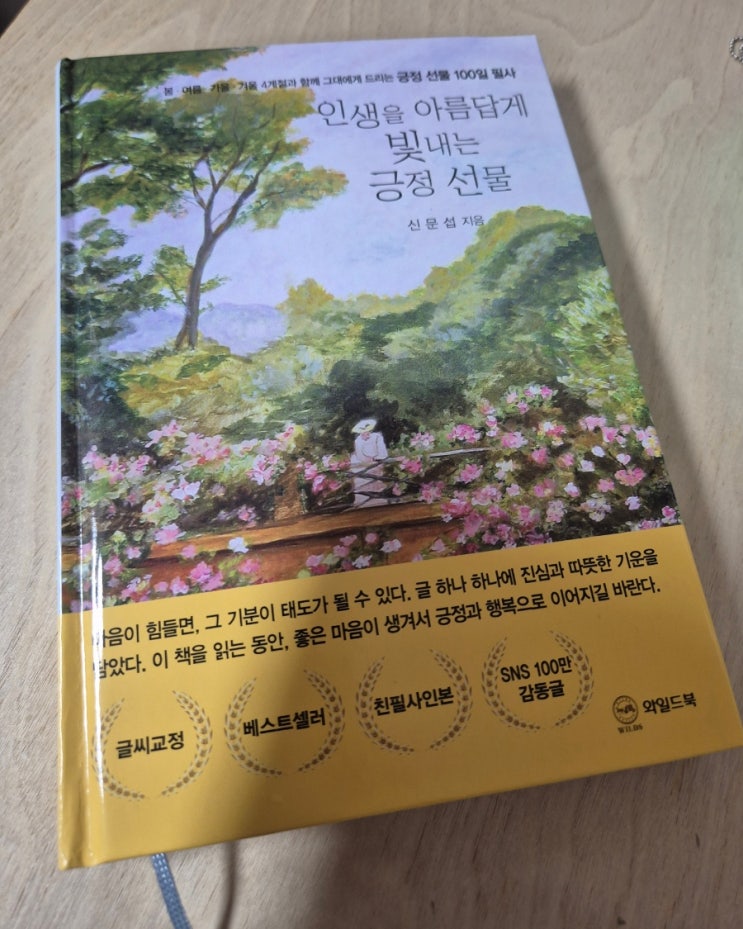 봄·여름·가을·겨울 4계절과 함께 그대에게 드리는 긍정 선물 100일 필사
인생을 아름답게
빛내는
긍정 선물
신문섭 지음
마음이 힘들면, 그 기분이 태도가 될 수 있다. 글 하나 하나에 진심과 따뜻한 기운을
담았다. 이 책을 읽는 동안, 좋은 마음이 생겨서 긍정과 행복으로 이어지길 바란다.
글씨교정
베스트셀러
친필사인본
SNS 100만
감동글
와일드북